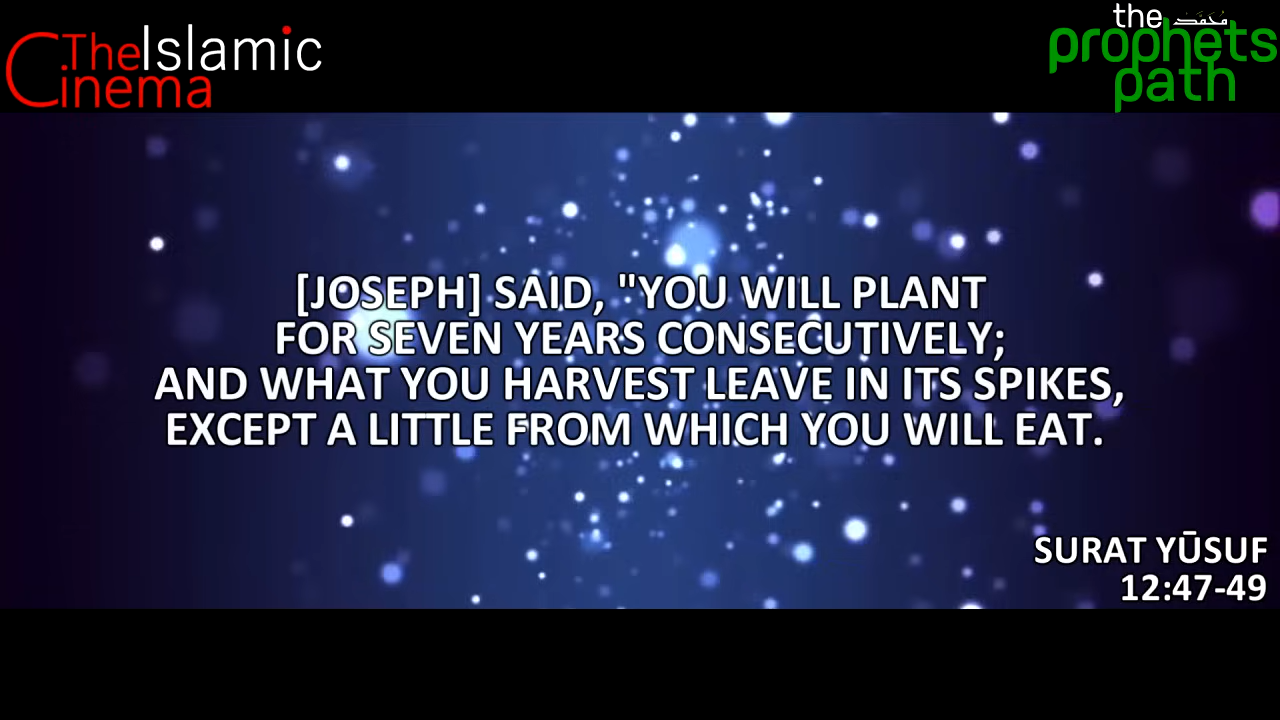 TheIslamic
Cinema
the محمد
prophets
path
[JOSEPH] SAID, "YOU WILL PLANT
FOR SEVEN YEARS CONSECUTIVELY;
AND WHAT YOU HARVEST LEAVE IN ITS SPIKES,
EXCEPT A LITTLE FROM WHICH YOU WILL EAT.
SURAT YŪSUF
12:47-49